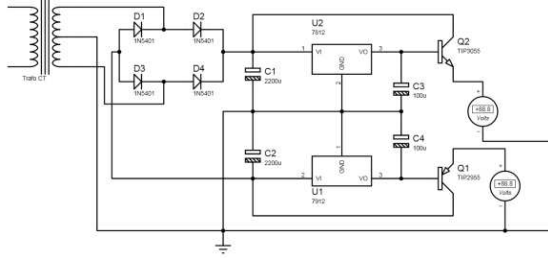 D1
1N5401
D2
1N5401
D3
1N5401
D4
1N5401
Trafo CT
C1
2200u
C2
2200u
U2
7812
1
VI
VO
3
GND
2
C3
100u
C4
100u
1
GND
2
VI
VO
3
U1
7912
Q2
TIP3055
+88.8
Volts
Q1
TIP2955
+88.8
Volts